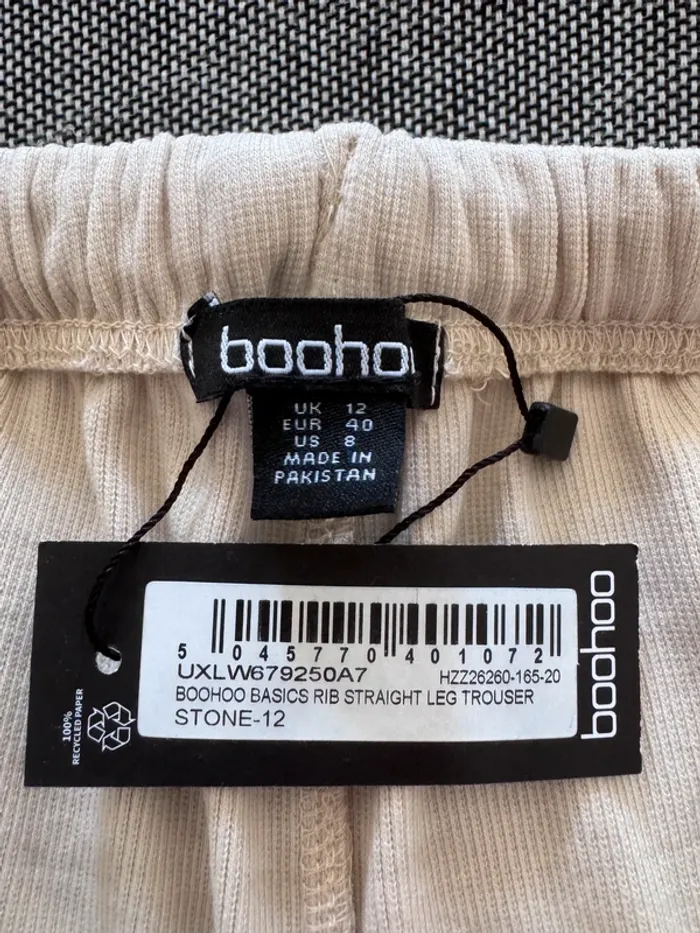 boohoo
UK 12
EUR 40
US 8
MADE IN
PAKISTAN
5 045770 401072
UXLW679250A7 HZZ26260-165-20
BOOHOO BASICS RIB STRAIGHT LEG TROUSER
STONE-12
boohoo
100%
RECYCLED PAPER